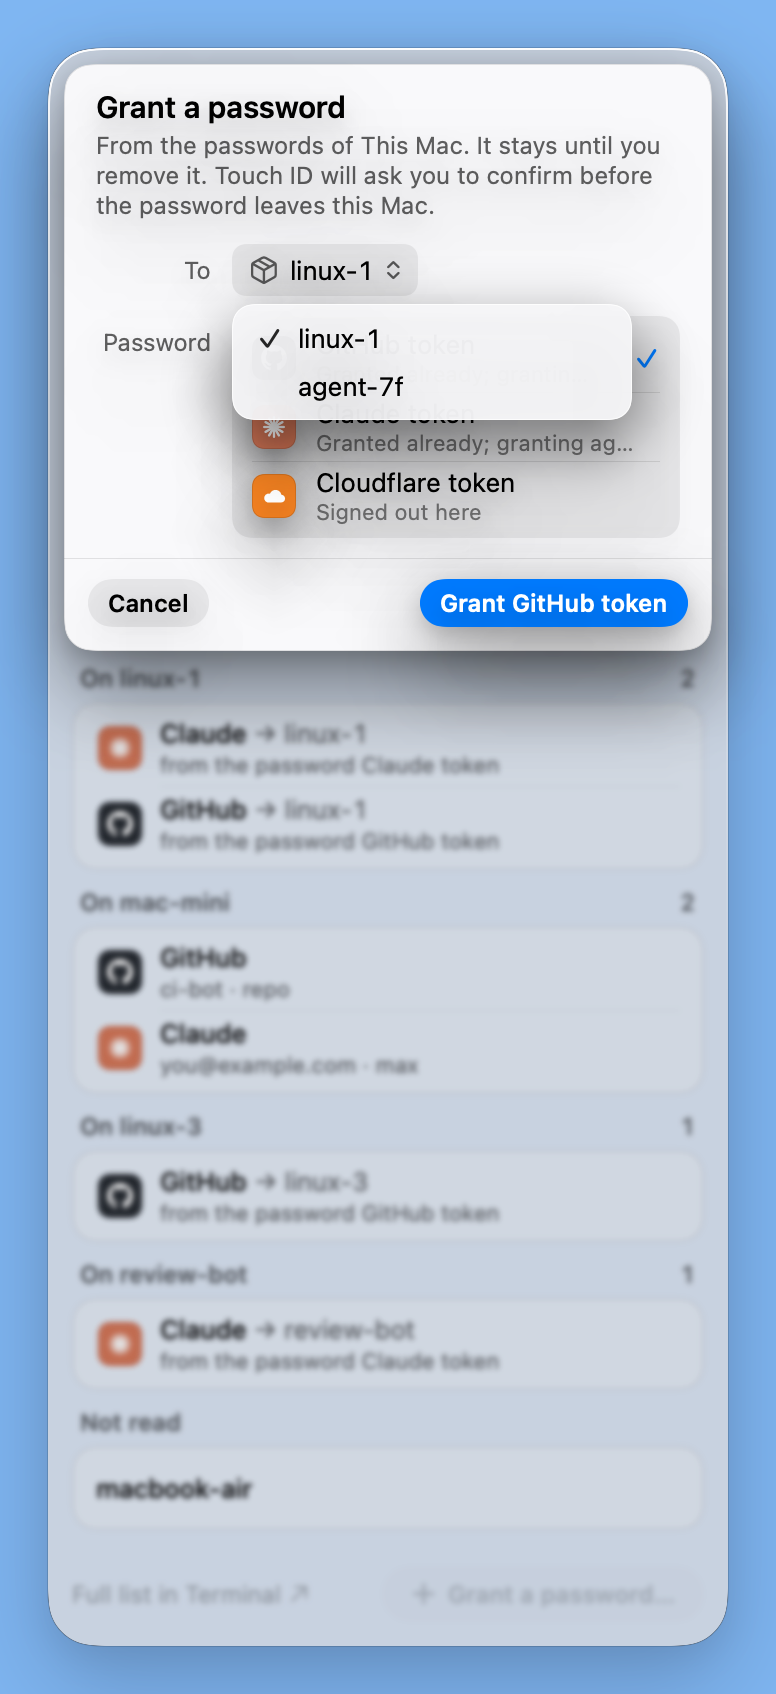 Grant a password
From the passwords of This Mac. It stays until you
remove it. Touch ID will ask you to confirm before
the password leaves this Mac.
To
linux-1
Password
linux-1
agent-7f
GitHub token
Claude token
Granted already; granting ag…
Cloudflare token
Signed out here
Cancel
Grant GitHub token
On linux-1
2
Claude → linux-1
from the password Claude token
GitHub → linux-1
from the password GitHub token
On mac-mini
2
GitHub
ci-bot · repo
Claude
you@example.com · max
On linux-3
1
GitHub → linux-3
from the password GitHub token
On review-bot
1
Claude → review-bot
from the password Claude token
Not read
macbook-air
Full list in Terminal ↗
+ Grant a password...